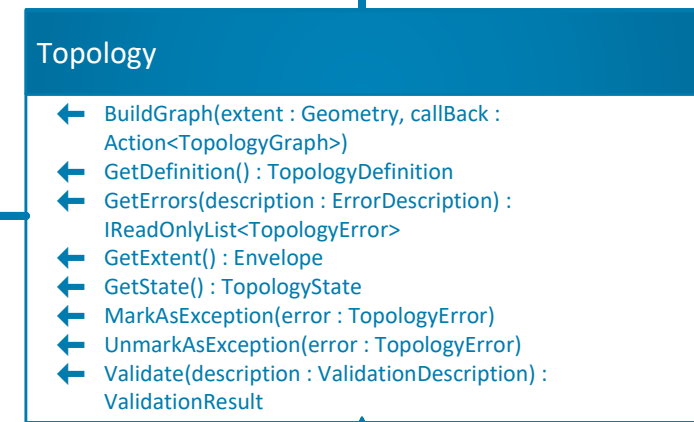 Topology
BuildGraph(extent : Geometry, callBack :
Action<TopologyGraph>)
GetDefinition() : TopologyDefinition
GetErrors(description : ErrorDescription) :
IReadOnlyList<TopologyError>
GetExtent() : Envelope
GetState() : TopologyState
MarkAsException(error : TopologyError)
UnmarkAsException(error : TopologyError)
Validate(description : ValidationDescription) :
ValidationResult